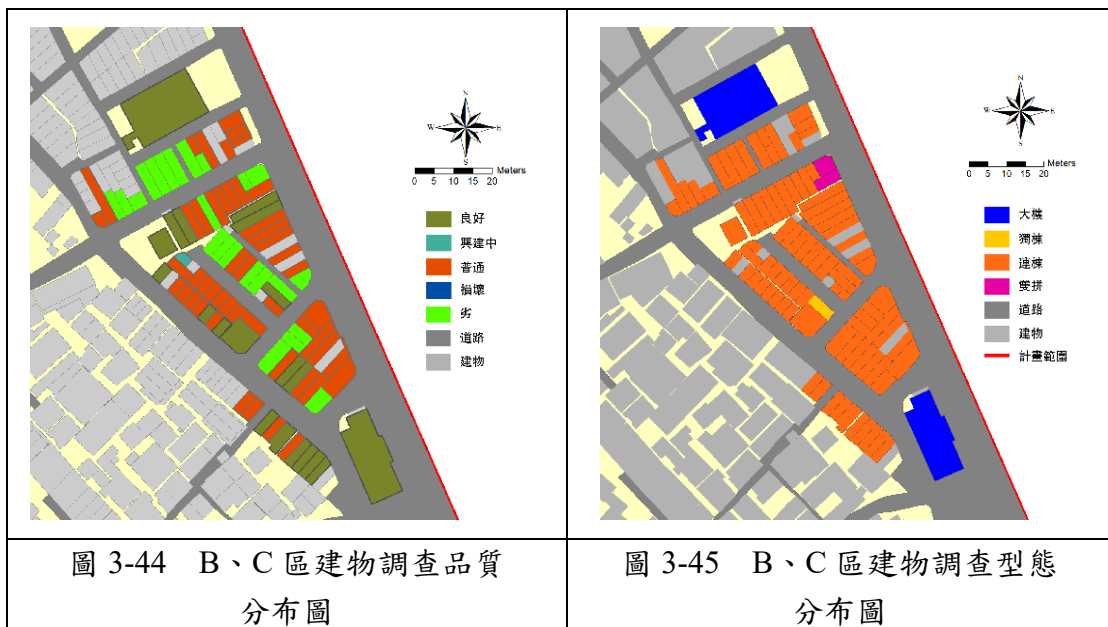 N
W E
S
Meters
0 5 10 20
良好
興建中
普通
損壞
劣
道路
建物
圖 3-44 B、C 區建物調查品質
分布圖
N
W E
S
Meters
0 5 10 20
大樓
獨棟
連棟
雙拼
道路
建物
計畫範圍
圖 3-45 B、C 區建物調查型態
分布圖